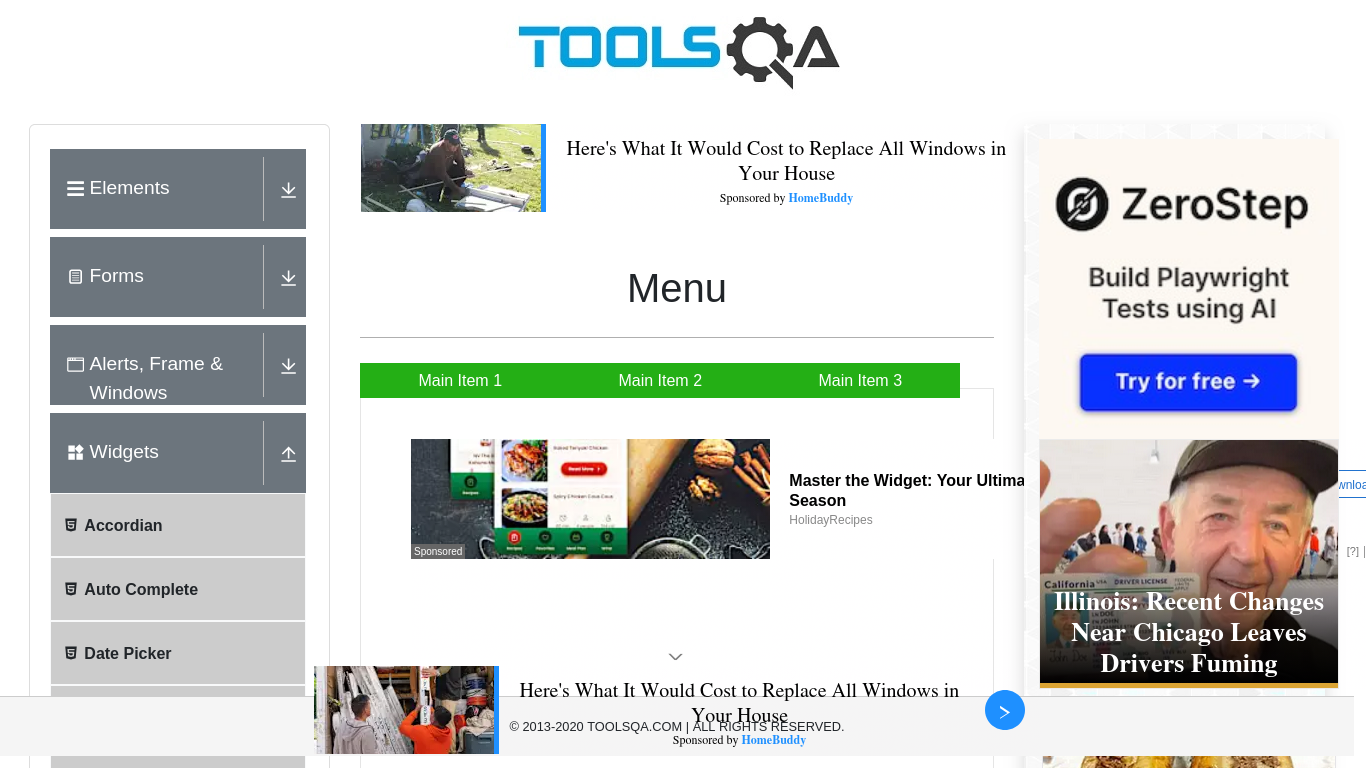 TOOLSQA
Elements
Forms
Alerts, Frame &
Windows
Widgets
Accordian
Auto Complete
Date Picker
Here's What It Would Cost to Replace All Windows in
Your House
Sponsored by HomeBuddy
Menu
Main Item 1
Main Item 2
Main Item 3
Sponsored
Master the Widget: Your Ultima
Season
HolidayRecipes
ZeroStep
Build Playwright
Tests using AI
Try for free →
California USA DRIVER LICENSE
Illinois: Recent Changes
Near Chicago Leaves
Drivers Fuming
wnloa
[?] |
Here's What It Would Cost to Replace All Windows in
Your House
© 2013-2020 TOOLSQA.COM | ALL RIGHTS RESERVED.
Sponsored by HomeBuddy